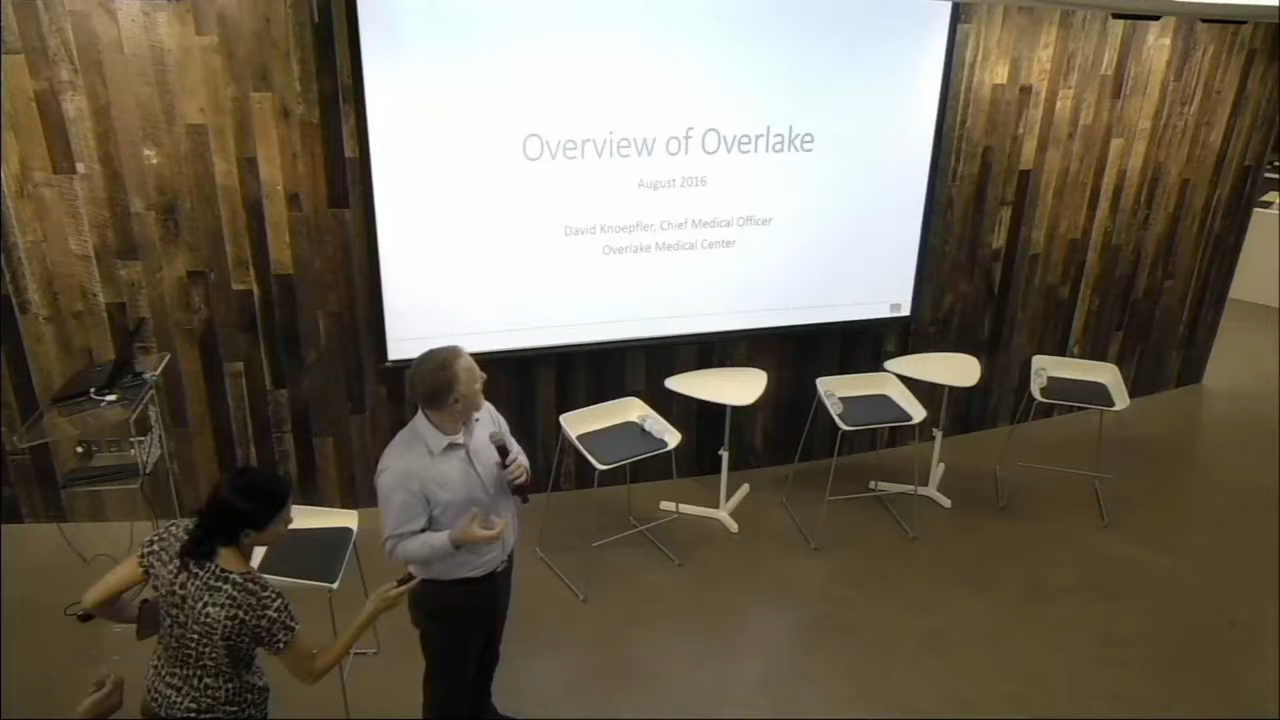 Overview of Overlake
August 2016
David Knoepfler, Chief Medical Officer
Overlake Medical Center